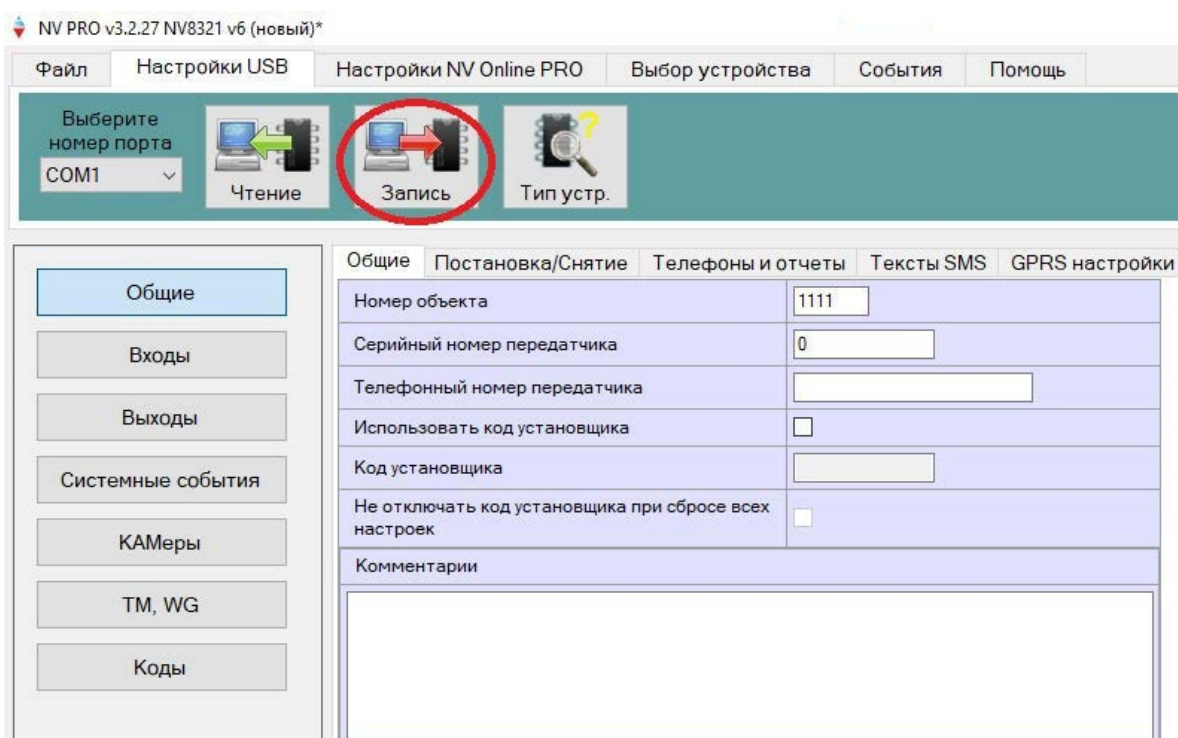 NV PRO v3.2.27 NV8321 v6 (новый)*
Файл Настройки USB Настройки NV Online PRO Выбор устройства События Помощь
Выберите
номер порта
COM1
Чтение Запись Тип устр.
Общие
Входы
Выходы
Системные события
КАМеры
TM, WG
Коды
Общие Постановка/Снятие Телефоны и отчеты Тексты SMS GPRS настройки
Номер объекта 1111
Серийный номер передатчика 0
Телефонный номер передатчика
Использовать код установщика
Код установщика
Не отключать код установщика при сбросе всех
настроек
Комментарии